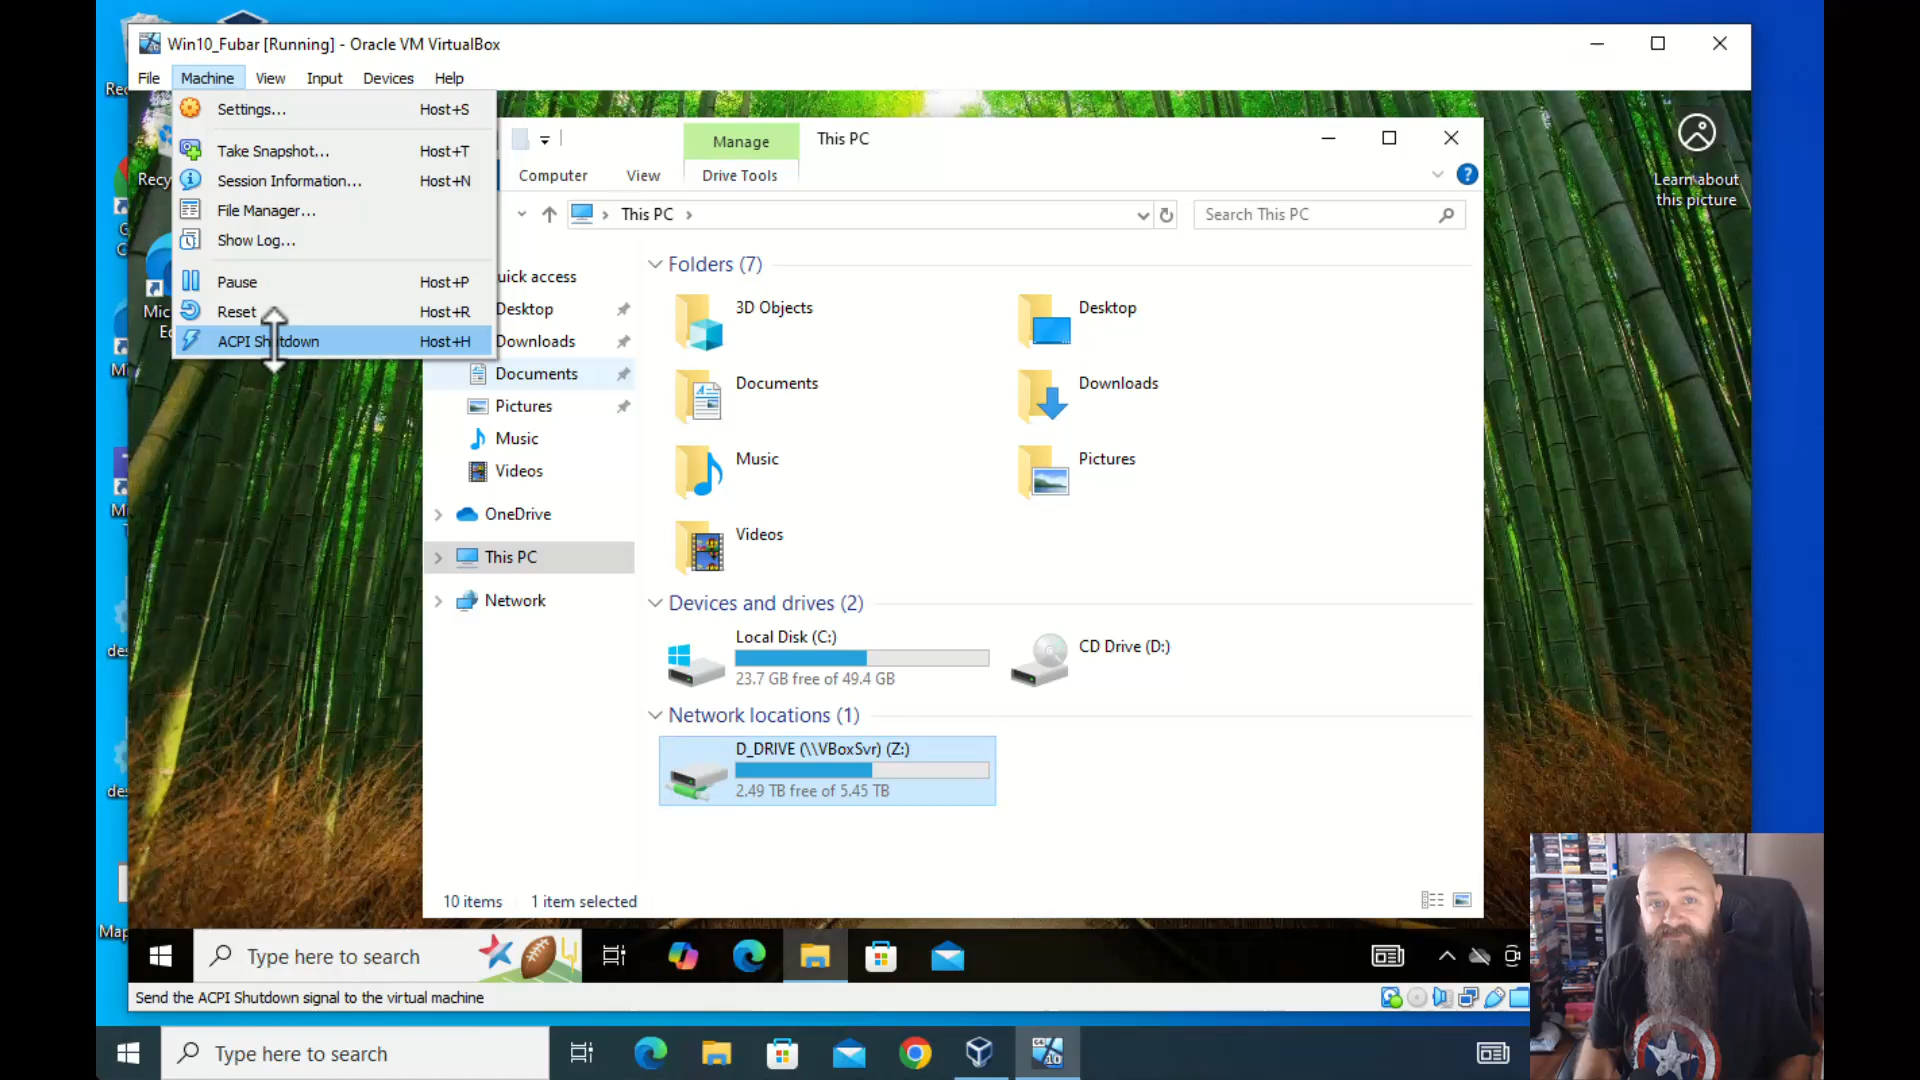 Win10_Fubar [Running] - Oracle VM VirtualBox
File Machine View Input Devices Help
Settings... Host+S
Take Snapshot... Host+T
Session Information... Host+N
File Manager... 
Show Log...
Pause Host+P
Reset Host+R
ACPI Shutdown Host+H
Manage This PC
Computer View Drive Tools
This PC
Search This PC
Learn about
this picture
uick access
Desktop
Downloads
Documents
Pictures
Music
Videos
OneDrive
This PC
Network
Folders (7)
3D Objects
Desktop
Documents
Downloads
Music
Pictures
Videos
Devices and drives (2)
Local Disk (C:)
23.7 GB free of 49.4 GB
CD Drive (D:)
Network locations (1)
D_DRIVE (\\VBoxSvr) (Z:)
2.49 TB free of 5.45 TB
10 items 1 item selected
Type here to search
Send the ACPI Shutdown signal to the virtual machine
Type here to search